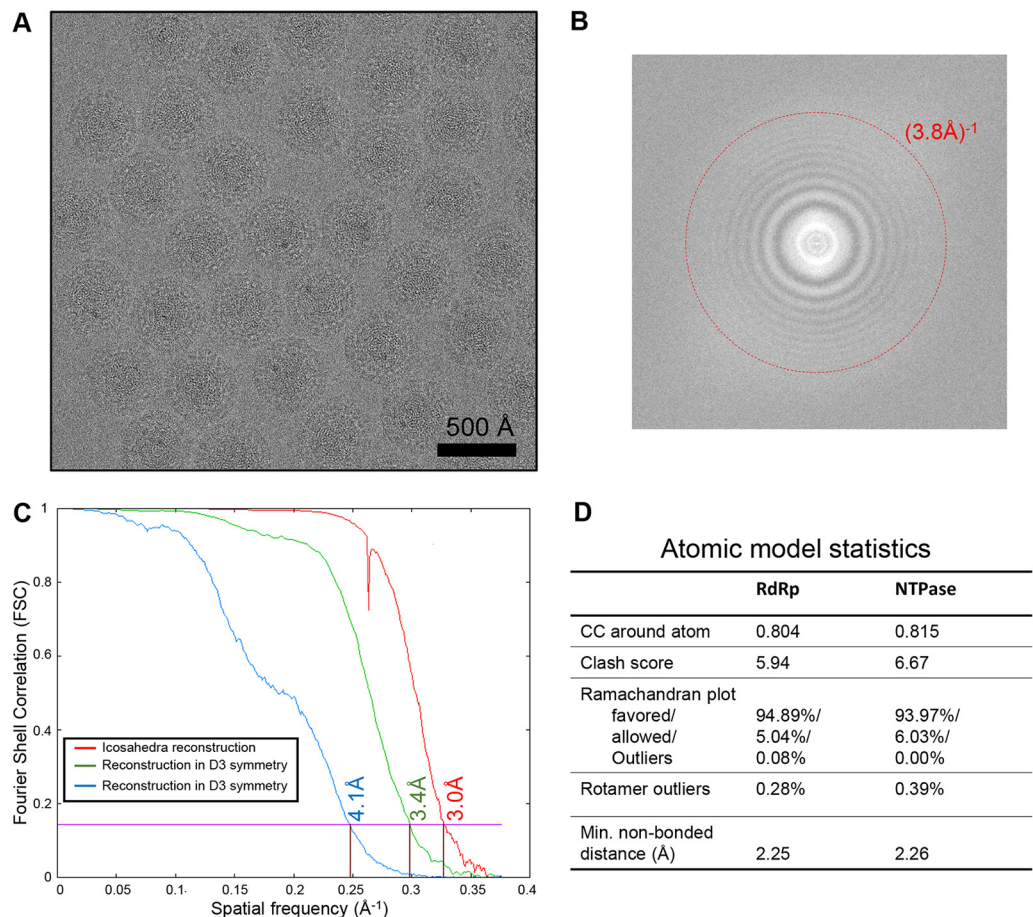 A
500 Å
B
(3.8Å)-1
C
Fourier Shell Correlation (FSC)
1
0.8
0.6
0.4
0.2
0
Icosahedra reconstruction
Reconstruction in D3 symmetry
Reconstruction in D3 symmetry
4.1Å
3.4Å
3.0Å
0 0.05 0.1 0.15 0.2 0.25 0.3 0.35 0.4
Spatial frequency (Å-1)
D
Atomic model statistics
RdRp NTPase
CC around atom 0.804 0.815
Clash score 5.94 6.67
Ramachandran plot
favored/ 94.89%/ 93.97%/
allowed/ 5.04%/ 6.03%/
Outliers 0.08% 0.00%
Rotamer outliers 0.28% 0.39%
Min. non-bonded
distance (Å) 2.25 2.26